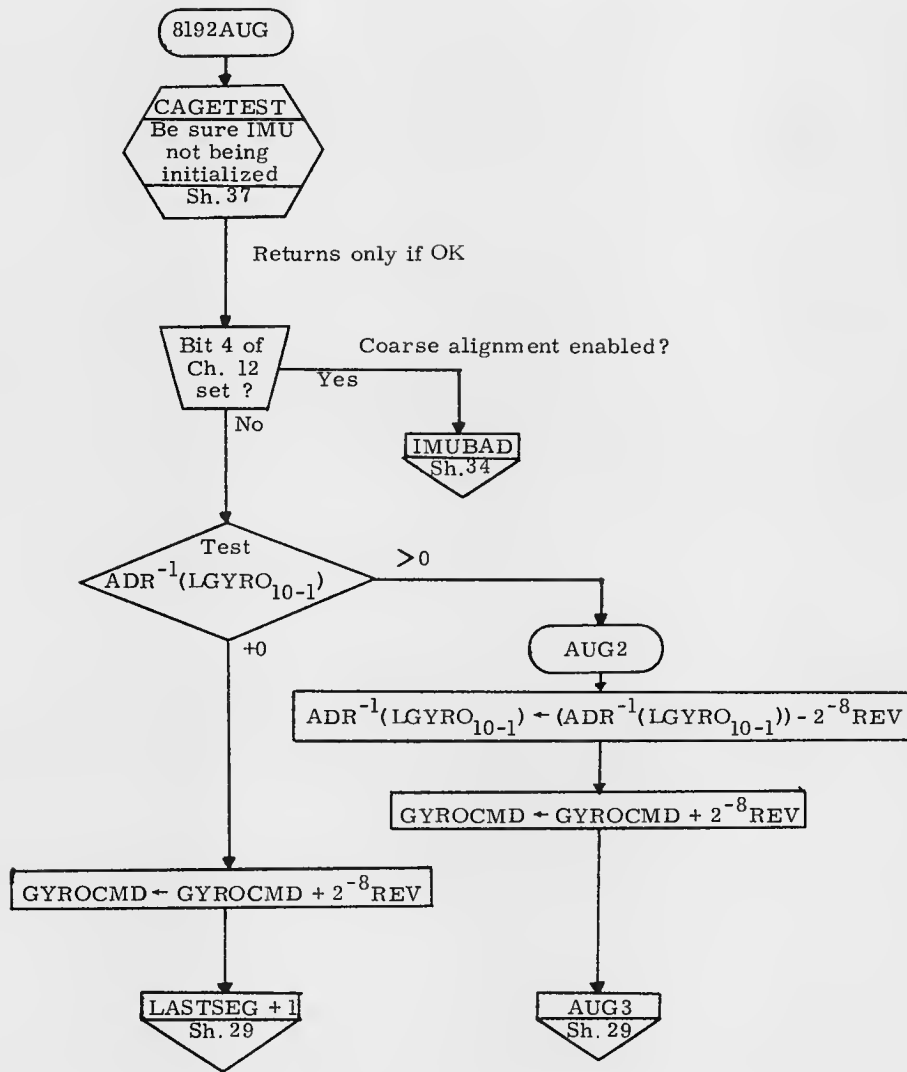 8192AUG
CAGETEST
Be sure IMU
not being
initialized
Sh. 37
Returns only if OK
Bit 4 of
Ch. 12
set ?
Coarse alignment enabled?
Yes
No
IMUBAD
Sh. 34
Test
ADR⁻¹(LGYRO₁₀₋₁)
>0
+0
AUG2
ADR⁻¹(LGYRO₁₀₋₁) ← (ADR⁻¹(LGYRO₁₀₋₁)) - 2⁻⁸REV
GYROCMD ← GYROCMD + 2⁻⁸REV
GYROCMD ← GYROCMD + 2⁻⁸REV
LASTSEG + 1
Sh. 29
AUG3
Sh. 29